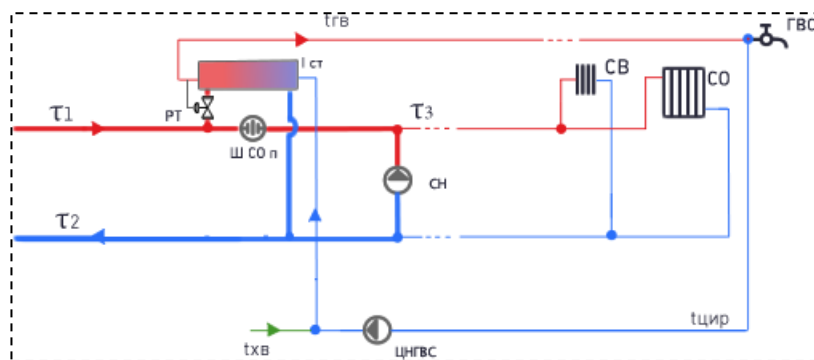 tгв
ГВС
I ст
СВ
СО
τ1
РТ
τ3
Ш СО п
СН
τ2
tцир
tхв
ЦНГВС